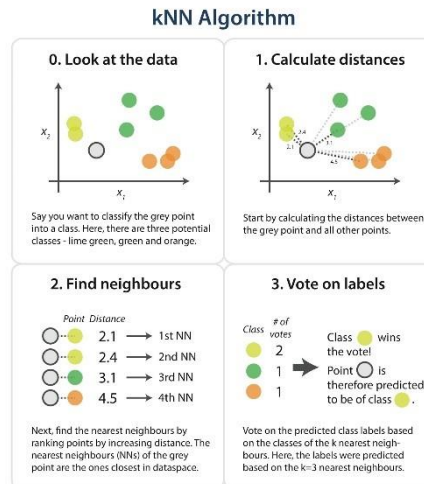 kNN Algorithm
0. Look at the data
x2
x1
Say you want to classify the grey point
into a class. Here, there are three potential
classes - lime green, green and orange.
1. Calculate distances
x2
2.4
2.1
3.1
4.5
x1
Start by calculating the distances between
the grey point and all other points.
2. Find neighbours
Point Distance
2.1 → 1st NN
2.4 → 2nd NN
3.1 → 3rd NN
4.5 → 4th NN
Next, find the nearest neighbours by
ranking points by increasing distance. The
nearest neighbours (NNs) of the grey
point are the ones closest in dataspace.
3. Vote on labels
Class # of votes
2
1
1
Class wins
the vote!
Point is
therefore predicted
to be of class .
Vote on the predicted class labels based
on the classes of the k nearest neigh-
bours. Here, the labels were predicted
based on the k=3 nearest neighbours.